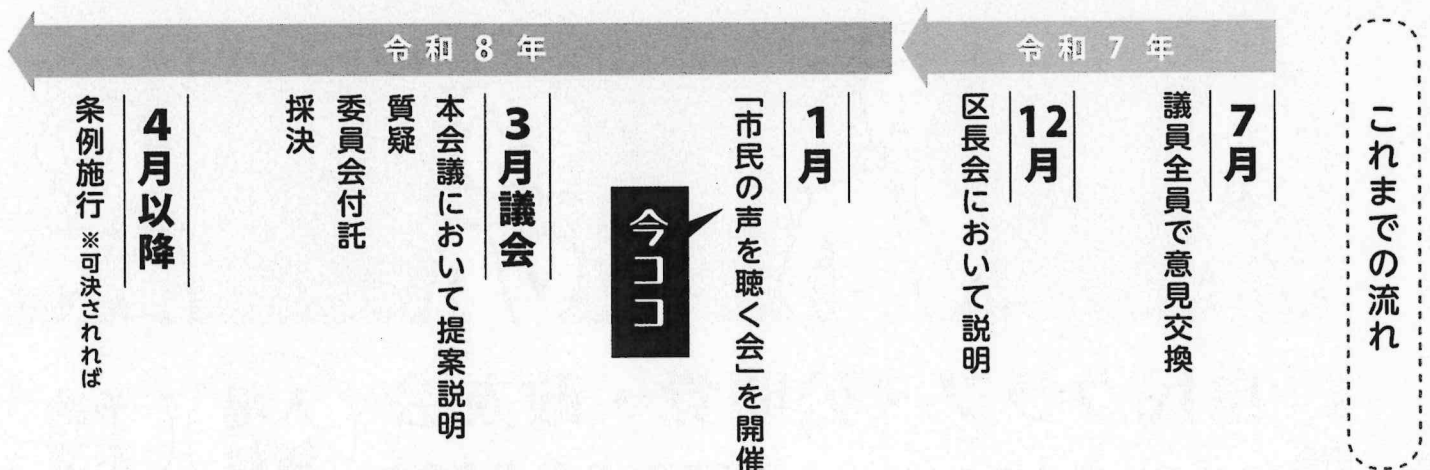 これまでの流れ
令和7年
7月
議員全員で意見交換
12月
区長会において説明
令和8年
1月
「市民の声を聴く会」を開催
今ココ
3月議会
本会議において提案説明
質疑
委員会付託
採決
4月以降
条例施行 ※可決されれば